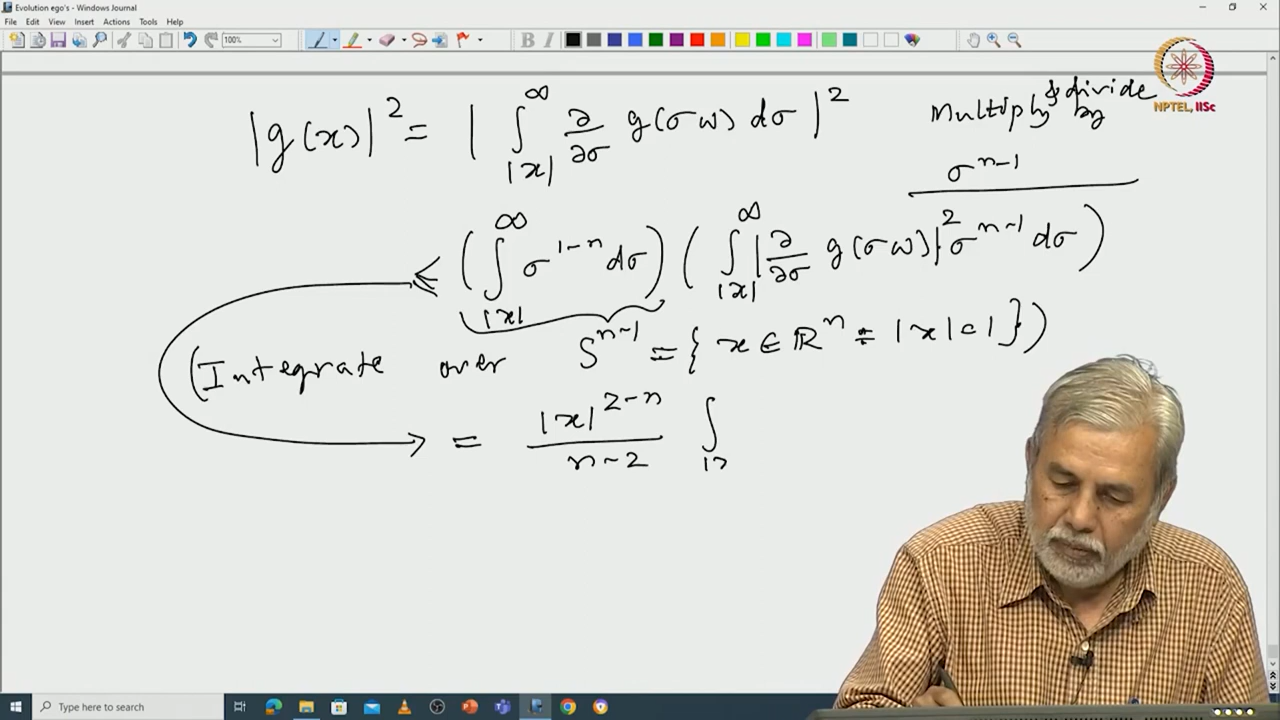 Evolution eqo's - Windows Journal
File Edit View Insert Actions Tools Help
100%
B I
NPTEL, IISc
|g(x)|² = | ∫_{|x|}^{∞} ∂/∂σ g(σω) dσ |²
Multiply & divide by
σ^{n-1}
≤ ( ∫_{|x|}^{∞} σ^{1-n} dσ ) ( ∫_{|x|}^{∞} | ∂/∂σ g(σω) |² σ^{n-1} dσ )
(Integrate over S^{n-1} = { x ∈ ℝ^n : |x| = 1 } )
= |x|^{2-n} / n-2 ∫
Type here to search